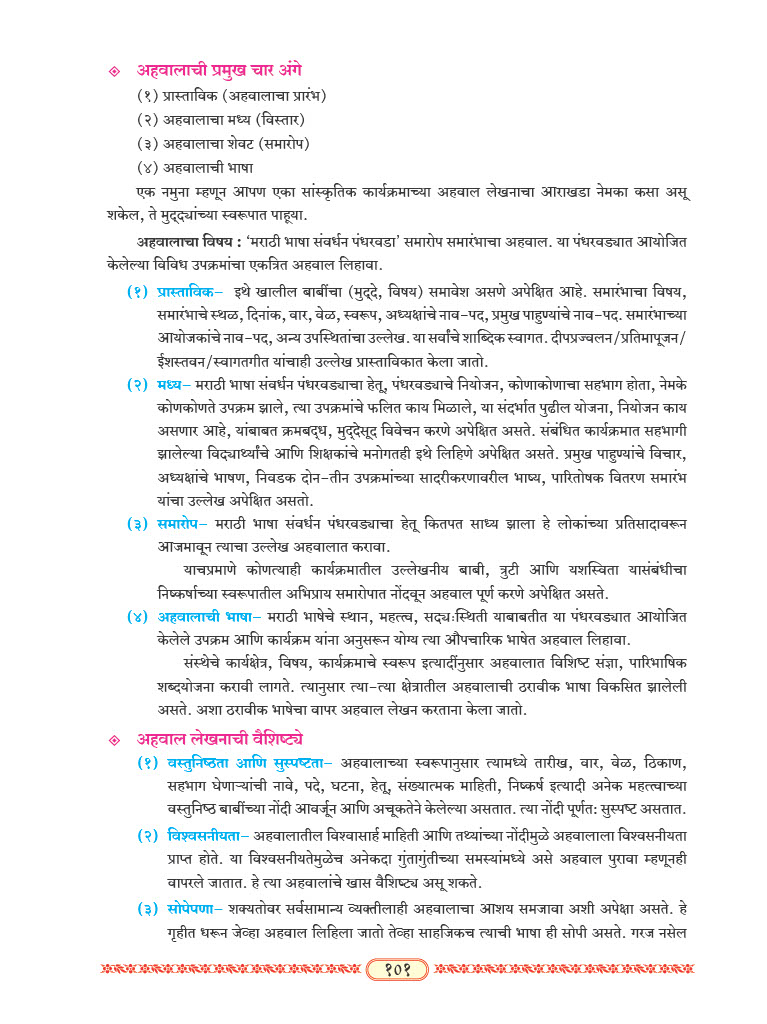 ❖ अहवालाची प्रमुख चार अंगे
(१) प्रास्ताविक (अहवालाचा प्रारंभ)
(२) अहवालाचा मध्य (विस्तार)
(३) अहवालाचा शेवट (समारोप)
(४) अहवालाची भाषा
एक नमुना म्हणून आपण एका सांस्कृतिक कार्यक्रमाच्या अहवाल लेखनाचा आराखडा नेमका कसा असू
शकेल, ते मुद्द्यांच्या स्वरूपात पाहूया.
अहवालाचा विषय : ‘मराठी भाषा संवर्धन पंधरवडा’ समारोप समारंभाचा अहवाल. या पंधरवड्यात आयोजित
केलेल्या विविध उपक्रमांचा एकत्रित अहवाल लिहावा.
(१) प्रास्ताविक– इथे खालील बाबींचा (मुद्दे, विषय) समावेश असणे अपेक्षित आहे. समारंभाचा विषय,
समारंभाचे स्थळ, दिनांक, वार, वेळ, स्वरूप, अध्यक्षांचे नाव-पद, प्रमुख पाहुण्यांचे नाव-पद. समारंभाच्या
आयोजकांचे नाव-पद, अन्य उपस्थितांचा उल्लेख. या सर्वांचे शाब्दिक स्वागत. दीपप्रज्वलन/प्रतिमापूजन/
ईशस्तवन/स्वागतगीत यांचाही उल्लेख प्रास्ताविकात केला जातो.
(२) मध्य– मराठी भाषा संवर्धन पंधरवड्याचा हेतू, पंधरवड्याचे नियोजन, कोणाकोणाचा सहभाग होता, नेमके
कोणकोणते उपक्रम झाले, त्या उपक्रमांचे फलित काय मिळाले, या संदर्भात पुढील योजना, नियोजन काय
असणार आहे, यांबाबत क्रमबद्ध, मुद्देसूद विवेचन करणे अपेक्षित असते. संबंधित कार्यक्रमात सहभागी
झालेल्या विद्यार्थ्यांचे आणि शिक्षकांचे मनोगतही इथे लिहिणे अपेक्षित असते. प्रमुख पाहुण्यांचे विचार,
अध्यक्षांचे भाषण, निवडक दोन-तीन उपक्रमांच्या सादरीकरणावरील भाष्य, पारितोषक वितरण समारंभ
यांचा उल्लेख अपेक्षित असतो.
(३) समारोप– मराठी भाषा संवर्धन पंधरवड्याचा हेतू कितपत साध्य झाला हे लोकांच्या प्रतिसादावरून
आजमावून त्याचा उल्लेख अहवालात करावा.
याचप्रमाणे कोणत्याही कार्यक्रमातील उल्लेखनीय बाबी, त्रुटी आणि यशस्विता यासंबंधीचा
निष्कर्षाच्या स्वरूपातील अभिप्राय समारोपात नोंदवून अहवाल पूर्ण करणे अपेक्षित असते.
(४) अहवालाची भाषा– मराठी भाषेचे स्थान, महत्त्व, सद्यःस्थिती याबाबतीत या पंधरवड्यात आयोजित
केलेले उपक्रम आणि कार्यक्रम यांना अनुसरून योग्य त्या औपचारिक भाषेत अहवाल लिहावा.
संस्थेचे कार्यक्षेत्र, विषय, कार्यक्रमाचे स्वरूप इत्यादींनुसार अहवालात विशिष्ट संज्ञा, पारिभाषिक
शब्दयोजना करावी लागते. त्यानुसार त्या-त्या क्षेत्रातील अहवालाची ठरावीक भाषा विकसित झालेली
असते. अशा ठरावीक भाषेचा वापर अहवाल लेखन करताना केला जातो.
❖ अहवाल लेखनाची वैशिष्ट्ये
(१) वस्तुनिष्ठता आणि सुस्पष्टता– अहवालाच्या स्वरूपानुसार त्यामध्ये तारीख, वार, वेळ, ठिकाण,
सहभाग घेणाऱ्यांची नावे, पदे, घटना, हेतू, संख्यात्मक माहिती, निष्कर्ष इत्यादी अनेक महत्त्वाच्या
वस्तुनिष्ठ बाबींच्या नोंदी आवर्जून आणि अचूकतेने केलेल्या असतात. त्या नोंदी पूर्णत: सुस्पष्ट असतात.
(२) विश्वसनीयता– अहवालातील विश्वासार्ह माहिती आणि तथ्यांच्या नोंदीमुळे अहवालाला विश्वसनीयता
प्राप्त होते. या विश्वसनीयतेमुळेच अनेकदा गुंतागुंतीच्या समस्यांमध्ये असे अहवाल पुरावा म्हणूनही
वापरले जातात. हे त्या अहवालांचे खास वैशिष्ट्य असू शकते.
(३) सोपेपणा– शक्यतोवर सर्वसामान्य व्यक्तीलाही अहवालाचा आशय समजावा अशी अपेक्षा असते. हे
गृहीत धरून जेव्हा अहवाल लिहिला जातो तेव्हा साहजिकच त्याची भाषा ही सोपी असते. गरज नसेल
१०१